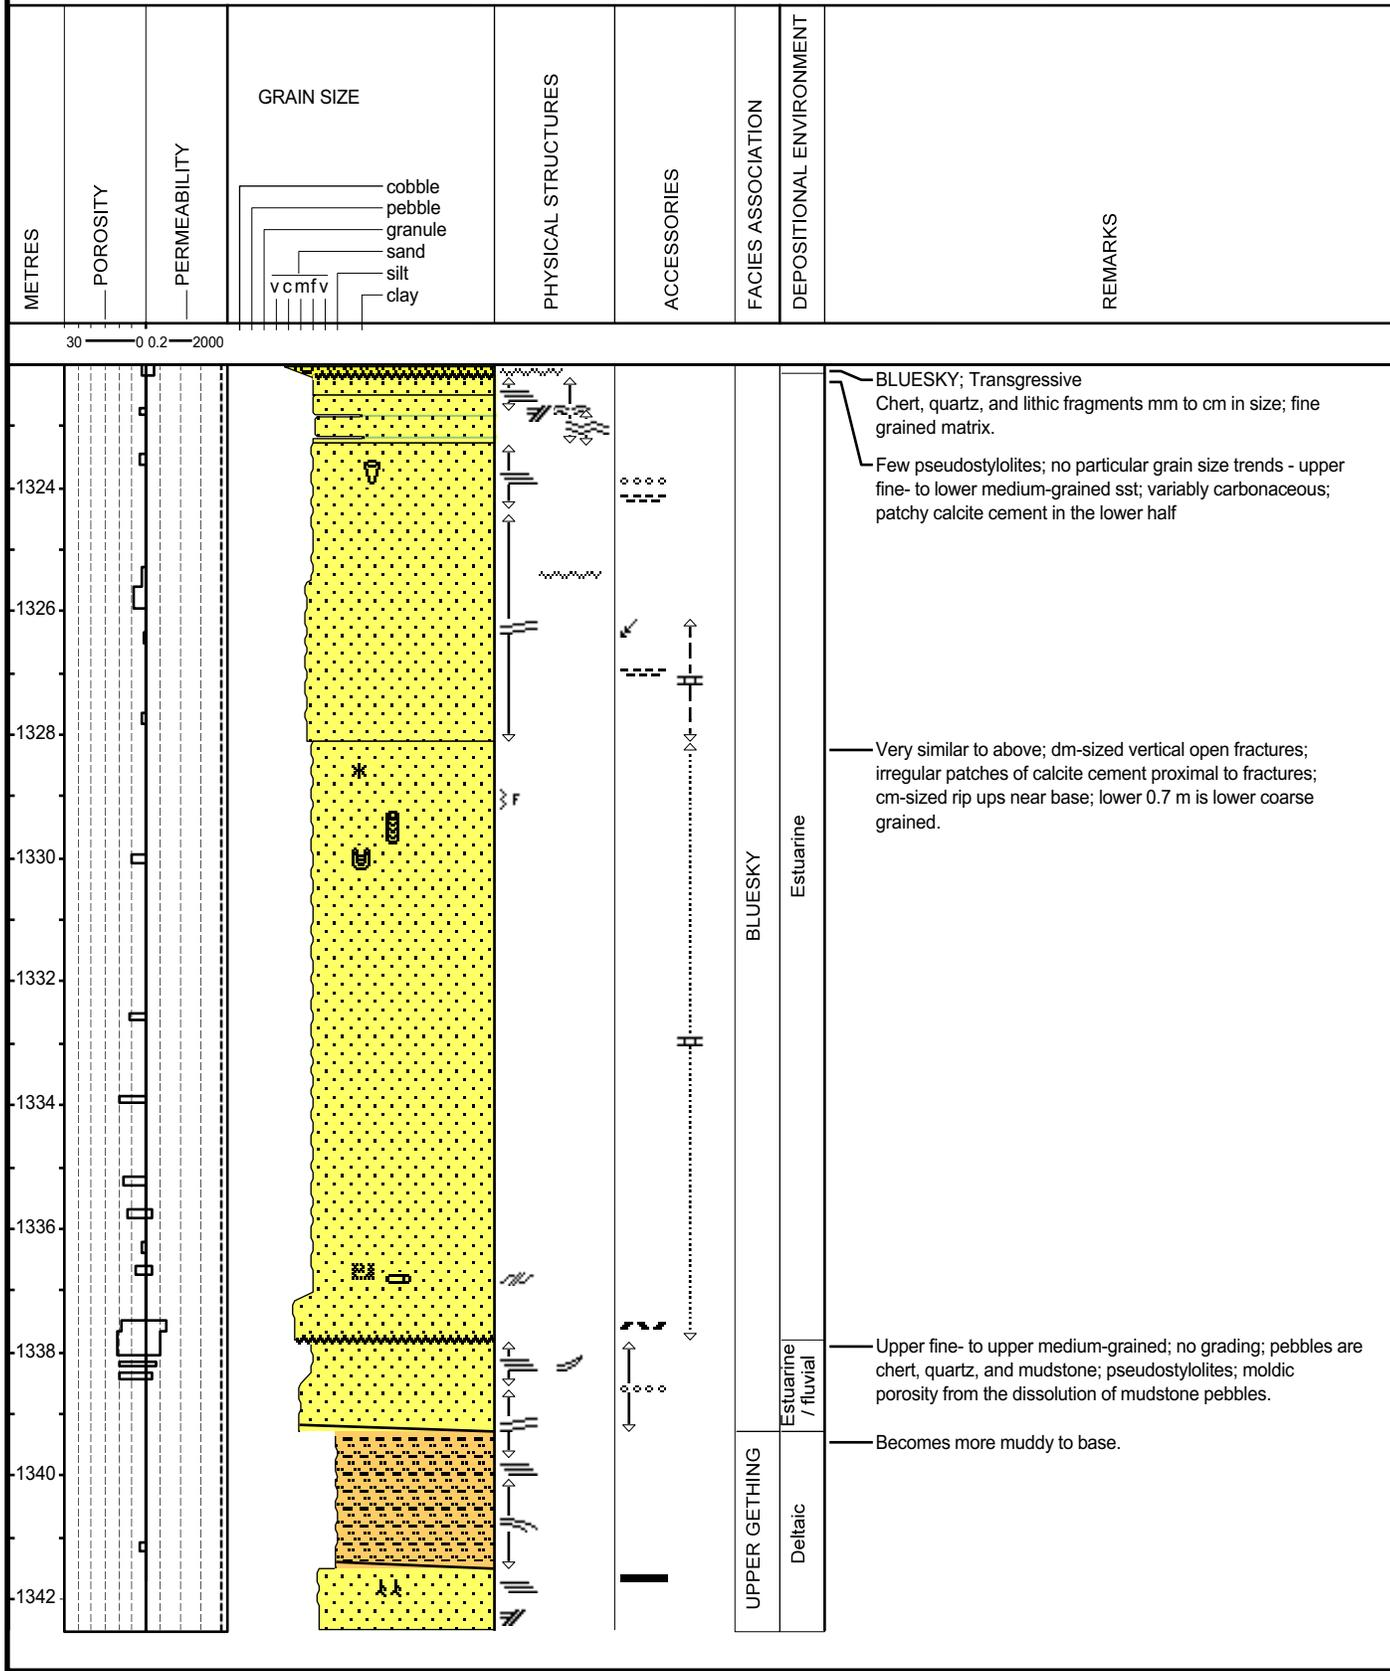 METRES
POROSITY
PERMEABILITY
GRAIN SIZE
cobble
pebble
granule
sand
silt
clay
v c m f v
PHYSICAL STRUCTURES
ACCESSORIES
FACIES ASSOCIATION
DEPOSITIONAL ENVIRONMENT
REMARKS
30 0 0.2 2000
BLUESKY; Transgressive
Chert, quartz, and lithic fragments mm to cm in size; fine
grained matrix.
Few pseudostylolites; no particular grain size trends - upper
fine- to lower medium-grained sst; variably carbonaceous;
patchy calcite cement in the lower half
1324
1326
1328
Very similar to above; dm-sized vertical open fractures;
irregular patches of calcite cement proximal to fractures;
cm-sized rip ups near base; lower 0.7 m is lower coarse
grained.
F
1330
BLUESKY
Estuarine
1332
1334
1336
1338
Estuarine
/ fluvial
Upper fine- to upper medium-grained; no grading; pebbles are
chert, quartz, and mudstone; pseudostylolites; moldic
porosity from the dissolution of mudstone pebbles.
Becomes more muddy to base.
1340
UPPER GETHING
Deltaic
1342